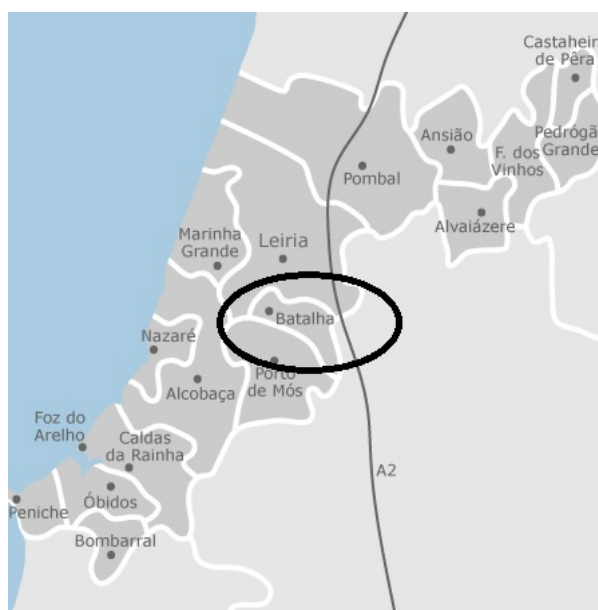 Castaheir
de Pêra
Ansião
Pedrógã
Grande
F. dos
Vinhos
Pombal
Alvaiázere
Marinha
Grande
Leiria
Batalha
Nazaré
Porto
de Mós
Alcobaça
Foz do
Arelho
Caldas
da Rainha
A2
Óbidos
Peniche
Bombarral